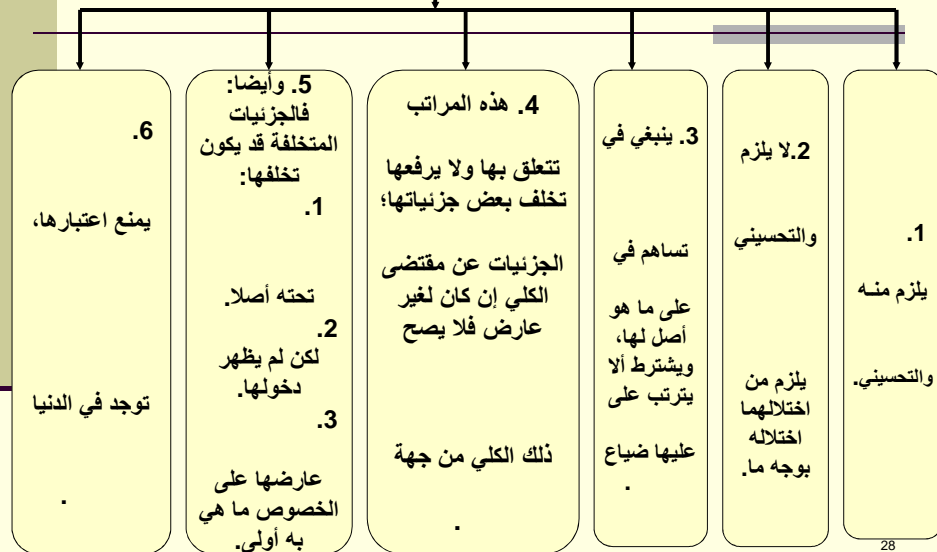 1.
يلزم منه
والتحسيني.
2.لا يلزم
والتحسيني
يلزم من
اختلالهما
اختلاله
بوجه ما.
3. ينبغي في
تساهم في
على ما هو
أصل لها،
ويشترط ألا
يترتب على
عليها ضياع
.
4. هذه المراتب
تتعلق بها ولا يرفعها
تخلف بعض جزئياتها؛
الجزئيات عن مقتضى
الكلي إن كان لغير
عارض فلا يصح
ذلك الكلي من جهة
.
5. وأيضا:
فالجزئيات
المتخلفة قد يكون
تخلفها:
1.
تحته أصلا.
2.
لكن لم يظهر
دخولها.
3.
عارضها على
الخصوص ما هي
به أولى.
6.
يمنع اعتبارها،
توجد في الدنيا
.
28